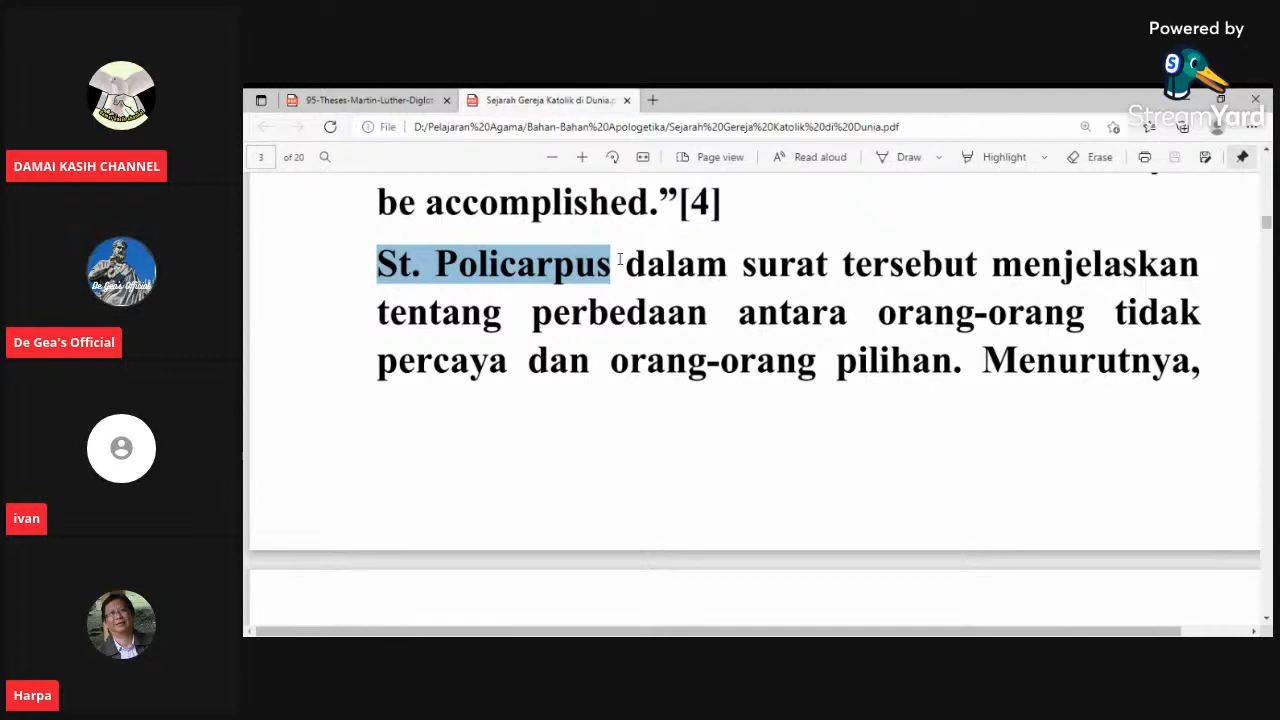 Powered by
StreamYard
95-Theses-Martin-Luther-Diglot
Sejarah Gereja Katolik di Dunia.p
File
D:/Pelajaran%20Agama/Bahan-Bahan%20Apologetika/Sejarah%20Gereja%20Katolik%20di%20Dunia.pdf
3 of 20
Page view
Read aloud
Draw
Highlight
Erase
be accomplished.”[4]
St. Policarpus dalam surat tersebut menjelaskan
tentang perbedaan antara orang-orang tidak
percaya dan orang-orang pilihan. Menurutnya,
DAMAI KASIH CHANNEL
De Gea's Official
De Gea's Official
ivan
Harpa